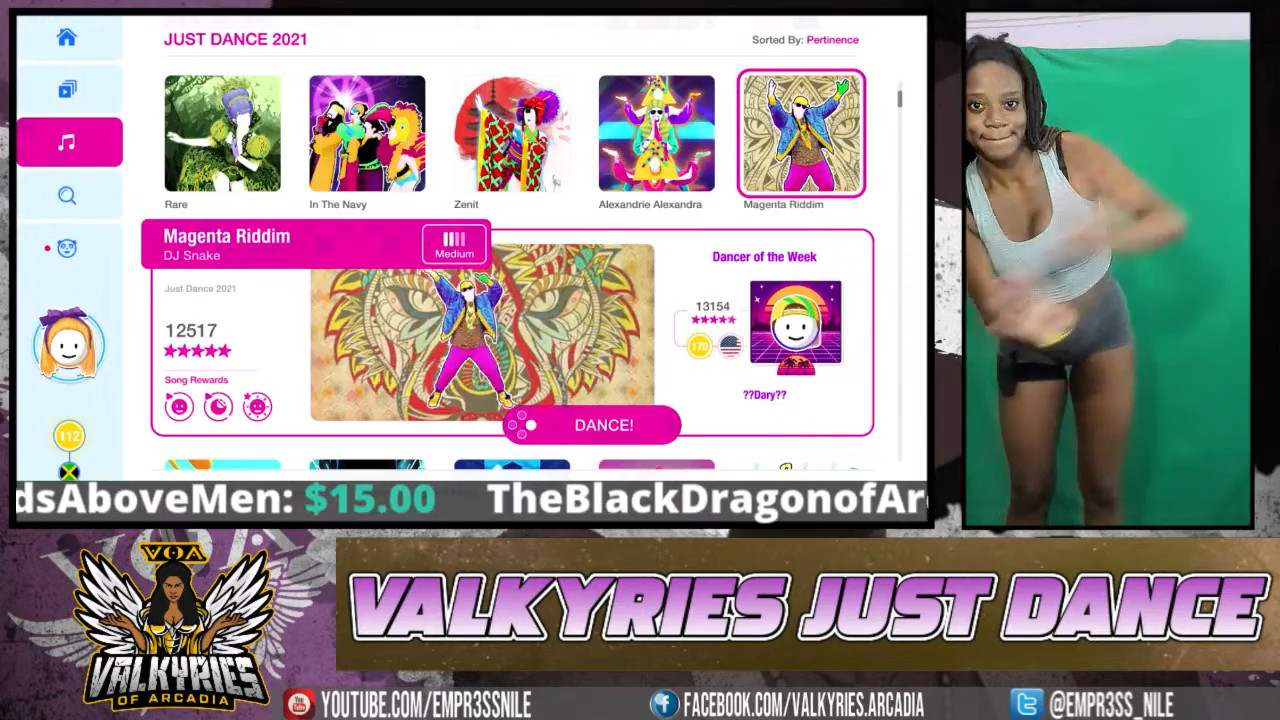 JUST DANCE 2021
Sorted By: Pertinence
Rare
In The Navy
Zenit
Alexandrie Alexandra
Magenta Riddim
Magenta Riddim
DJ Snake
Medium
Just Dance 2021
12517
Song Rewards
Dancer of the Week
13154
170
??Dary??
DANCE!
112
dsAboveMen: $15.00 TheBlackDragonofAr
VOA
VALKYRIES
OF ARCADIA
VALKYRIES JUST DANCE
YOUTUBE.COM/EMPR3SSNILE
FACEBOOK.COM/VALKYRIES.ARCADIA
@EMPR3SS_NILE